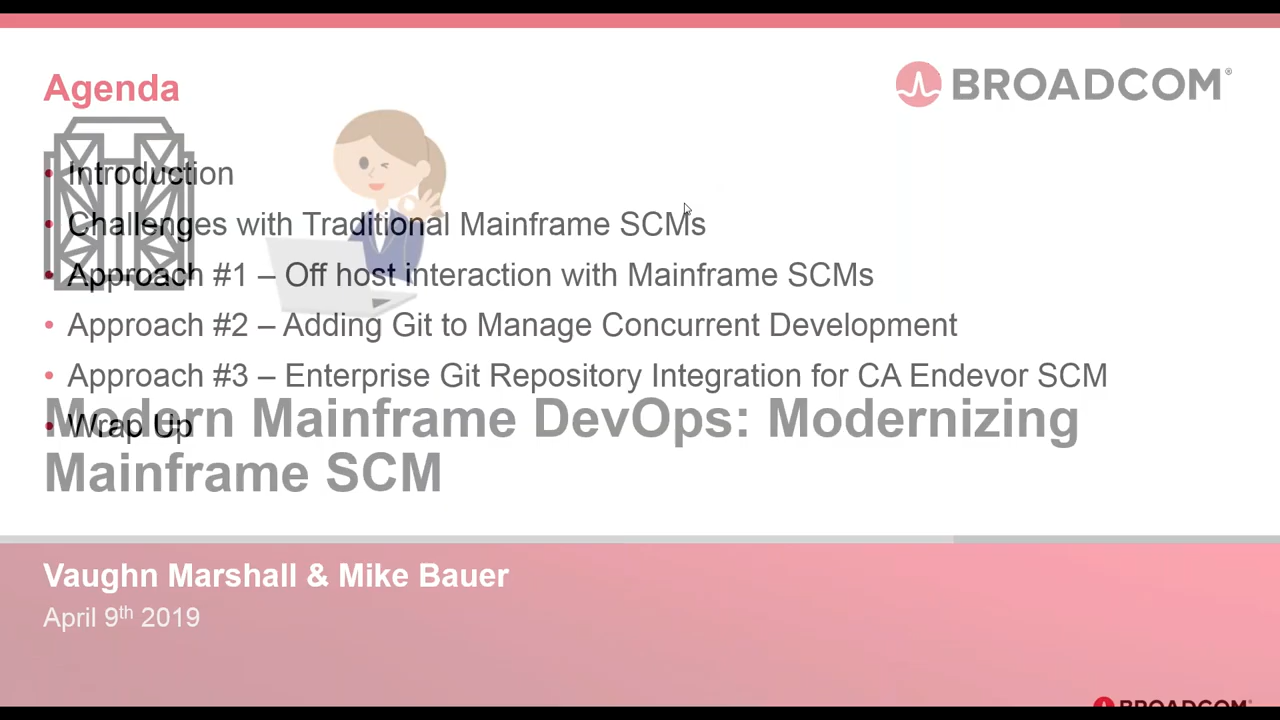 Agenda
BROADCOM®
• Introduction
• Challenges with Traditional Mainframe SCMs
• Approach #1 – Off host interaction with Mainframe SCMs
• Approach #2 – Adding Git to Manage Concurrent Development
• Approach #3 – Enterprise Git Repository Integration for CA Endevor SCM
• Wrap Up
Modern Mainframe DevOps: Modernizing
Mainframe SCM
Vaughn Marshall & Mike Bauer
April 9th 2019
BROADCOM